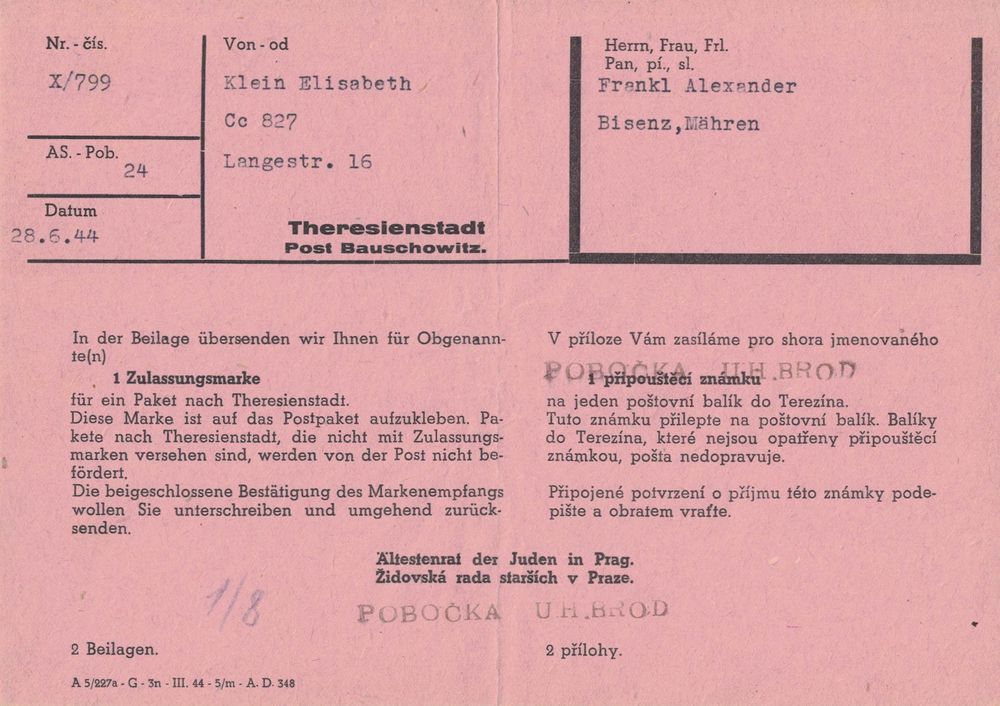 Nr. - čís.
X/799
AS. - Pob.
24
Datum
28.6.44
Von - od
Klein Elisabeth
Cc 827
Langestr. 16
Theresienstadt
Post Bauschowitz.
Herrn, Frau, Frl.
Pan, pí., sl.
Frankl Alexander
Bisenz,Mähren
In der Beilage übersenden wir Ihnen für Obgenann-
te(n)
1 Zulassungsmarke
für ein Paket nach Theresienstadt.
Diese Marke ist auf das Postpaket aufzukleben. Pa-
kete nach Theresienstadt, die nicht mit Zulassungs-
marken versehen sind, werden von der Post nicht be-
fördert.
Die beigeschlossene Bestätigung des Markenempfangs
wollen Sie unterschreiben und umgehend zurück-
senden.
V příloze Vám zasíláme pro shora jmenovaného
POBOČKA UH.BROD
1 připouštěcí známku
na jeden poštovní balík do Terezína.
Tuto známku přilepte na poštovní balík. Balíky
do Terezína, které nejsou opatřeny připouštěcí
známkou, pošta nedopravuje.
Připojené potvrzení o příjmu této známky pode-
pište a obratem vraťte.
Ältestenrat der Juden in Prag.
Židovská rada starších v Praze.
1/8
POBOČKA UH.BROD
2 Beilagen.
2 přílohy.
A 5/227a - G - 3n - III. 44 - 5/m - A. D. 348